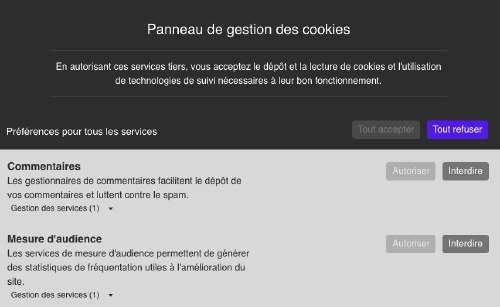 Panneau de gestion des cookies
En autorisant ces services tiers, vous acceptez le dépôt et la lecture de cookies et l'utilisation
de technologies de suivi nécessaires à leur bon fonctionnement.
Préférences pour tous les services
Tout accepter
Tout refuser
Commentaires
Autoriser
Interdire
Les gestionnaires de commentaires facilitent le dépôt de
vos commentaires et luttent contre le spam.
Gestion des services (1)
Mesure d'audience
Autoriser
Interdire
Les services de mesure d'audience permettent de générer
des statistiques de fréquentation utiles à l'amélioration du
site.
Gestion des services (1)